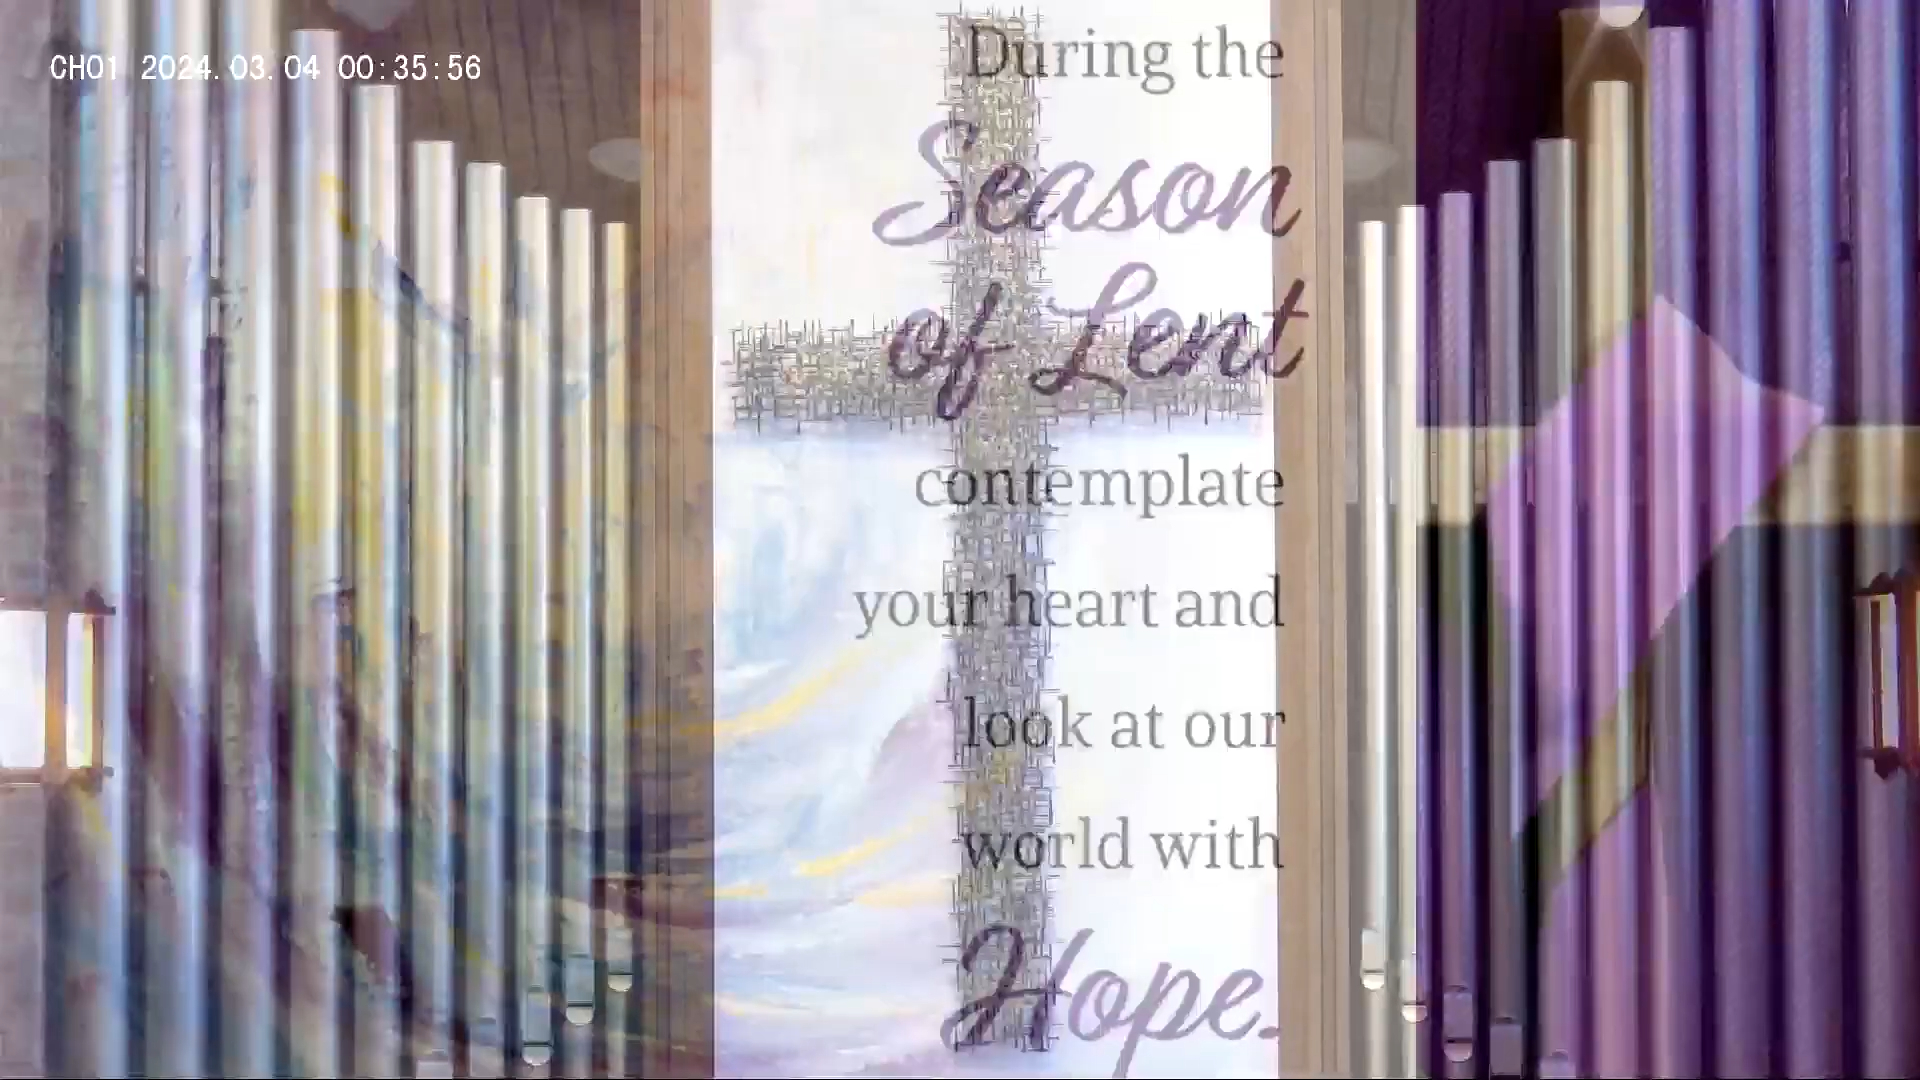 CH01 2024.03.04 00:35:56
During the
Season
of Lent
contemplate
your heart and
look at our
world with
Hope.